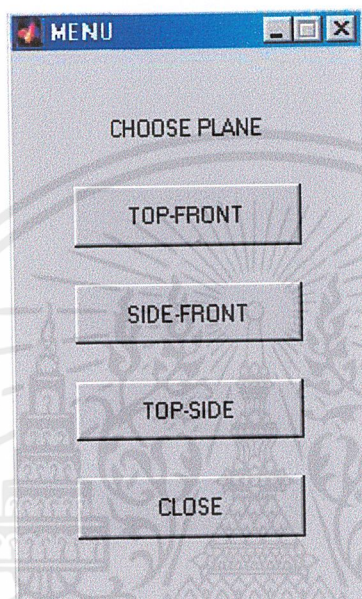 MENU
CHOOSE PLANE
TOP-FRONT
SIDE-FRONT
TOP-SIDE
CLOSE